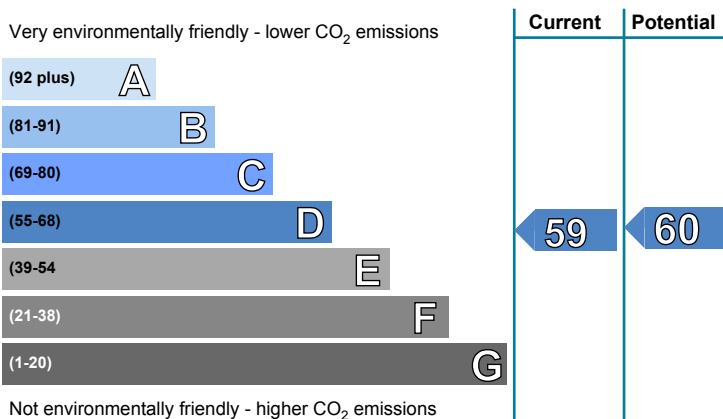 Current Potential
Very environmentally friendly - lower CO2 emissions
(92 plus) A
(81-91) B
(69-80) C
(55-68) D 59 60
(39-54 E
(21-38) F
(1-20) G
Not environmentally friendly - higher CO2 emissions